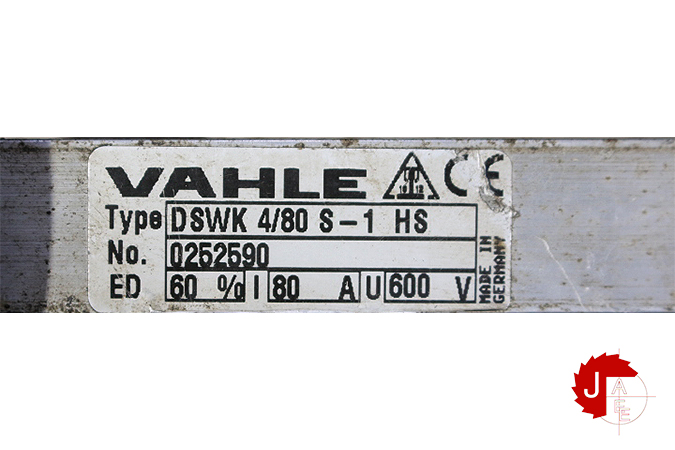 VAHLE CE
Type DSWK 4/80 S-1 HS
No. 0252590
ED 60 % I 80 A U 600 V
MADE IN
GERMANY
J